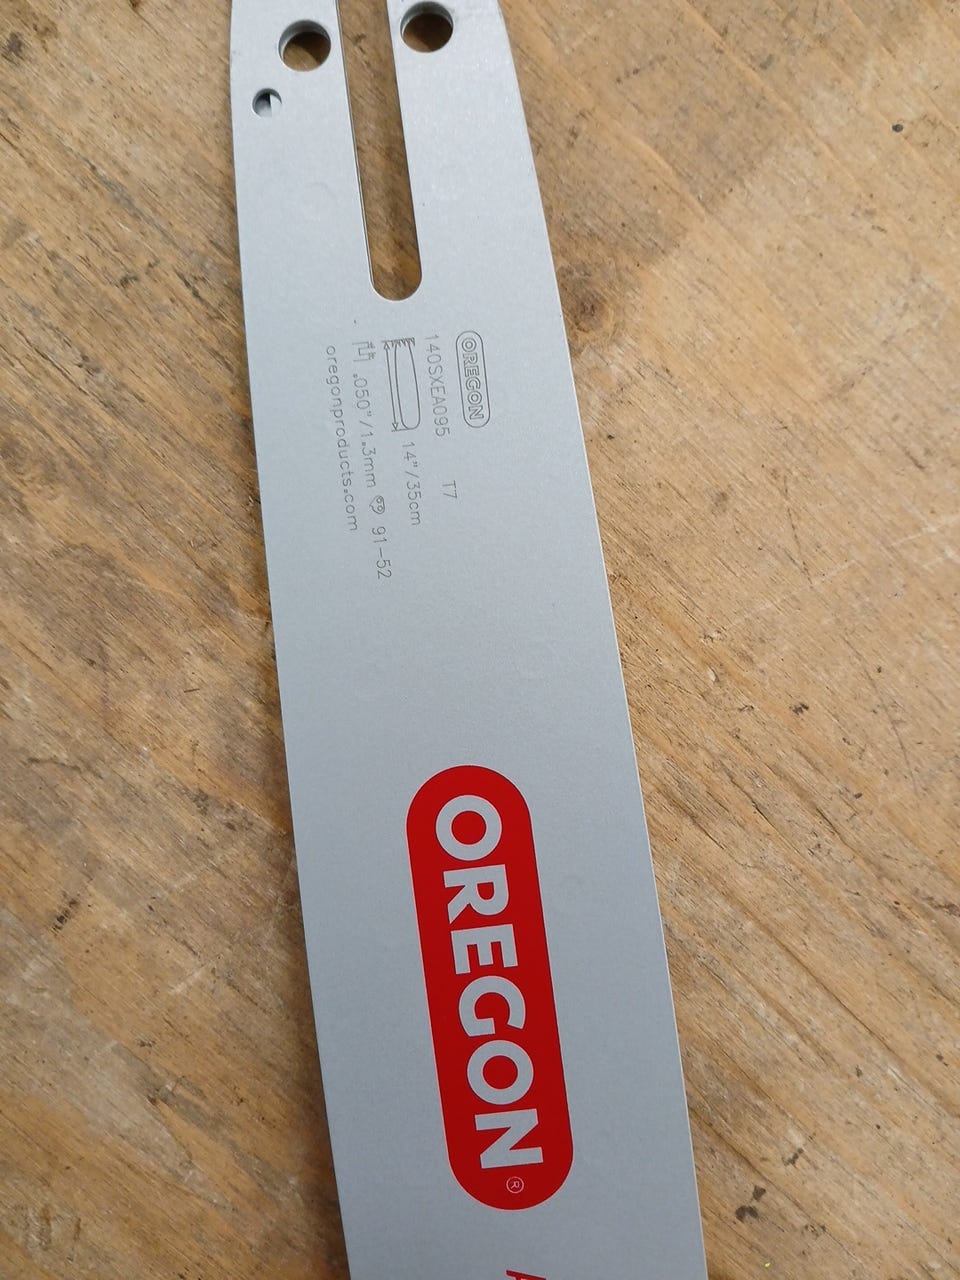 OREGON
140SXEA095 T7
14"/35cm
.050"/1.3mm 91-52
oregonproducts.com
OREGON®